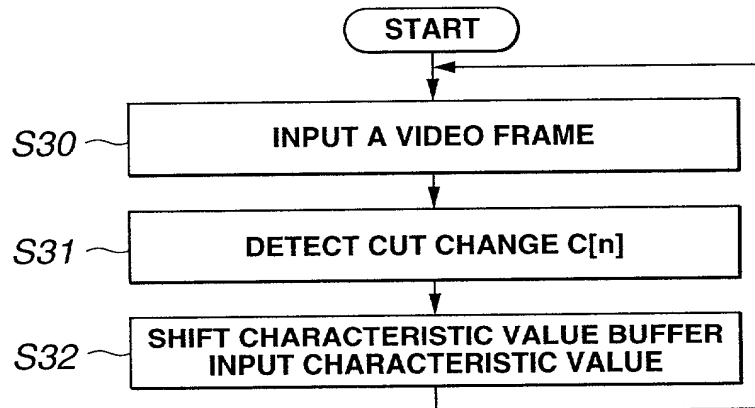 START
S30
INPUT A VIDEO FRAME
S31
DETECT CUT CHANGE C[n]
S32
SHIFT CHARACTERISTIC VALUE BUFFER
INPUT CHARACTERISTIC VALUE